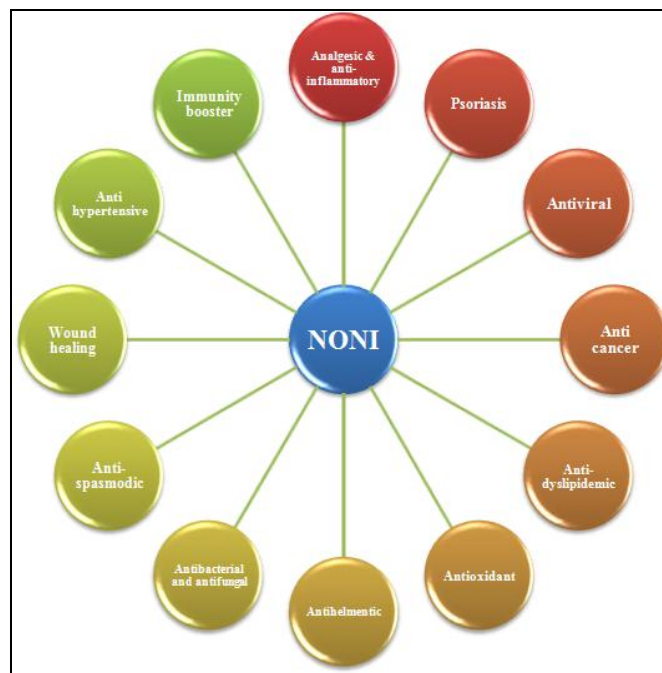 Analgesic &
anti-
inflammatory
Psoriasis
Antiviral
Anti
cancer
Anti-
dyslipidemic
Antioxidant
Antihelmentic
Antibacterial
and antifungal
Anti-
spasmodic
Wound
healing
Anti
hypertensive
Immunity
booster
NONI